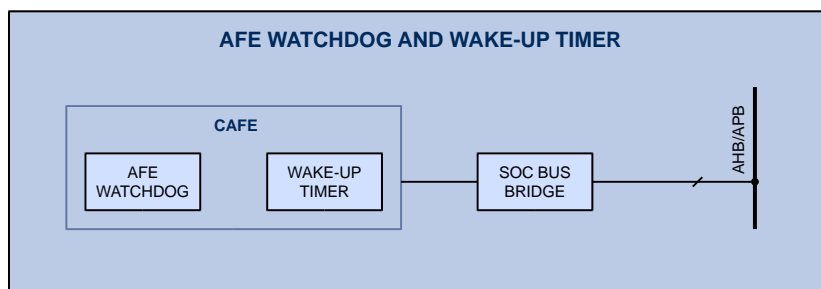 AFE WATCHDOG AND WAKE-UP TIMER
CAFE
AFE
WATCHDOG
WAKE-UP
TIMER
SOC BUS
BRIDGE
AHB/APB